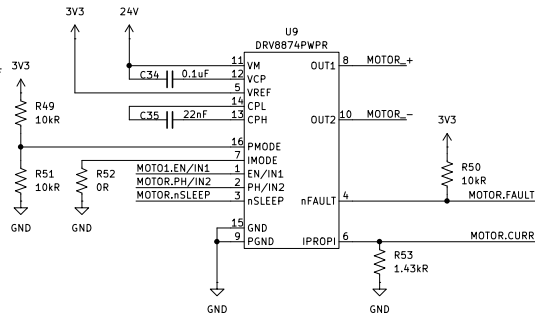 3V3
24V
U9
DRV8874PWPR
11 VM
OUT1 8 MOTOR_+
C34 0.1uF
12 VCP
5 VREF
3V3
14 CPL
C35 22nF
13 CPH
OUT2 10 MOTOR_-
R49
10kR
3V3
16 PMODE
7 IMODE
R50
10kR
R51
10kR
R52
0R
MOTO1.EN/IN1 1 EN/IN1
MOTOR.PH/IN2 2 PH/IN2
MOTOR.nSLEEP 3 nSLEEP
nFAULT 4 MOTOR.FAULT
GND
GND
15 GND
9 PGND
IPROPI 6 MOTOR.CURR
R53
1.43kR
GND
GND